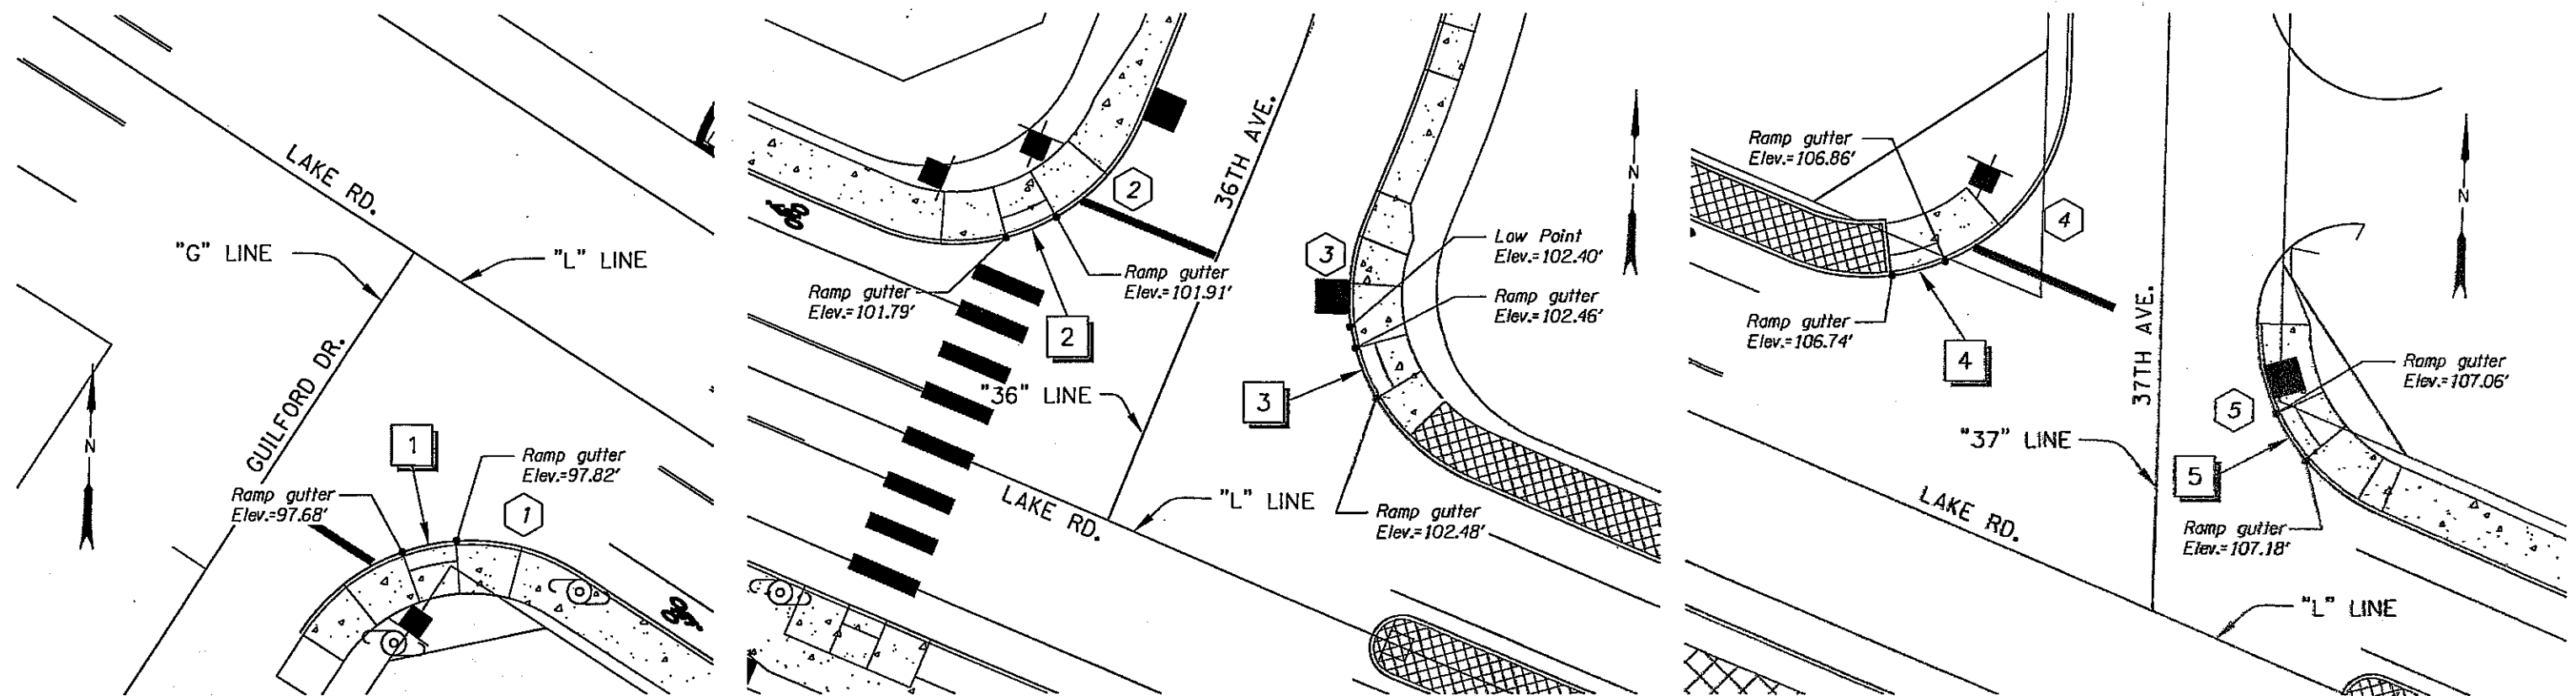 LAKE RD.
"G" LINE
"L" LINE
GUILFORD DR.
N
1
Ramp gutter
Elev.=97.82'
Ramp gutter
Elev.=97.68'
1
36TH AVE.
2
Ramp gutter
Elev.=101.91'
Ramp gutter
Elev.=101.79'
2
"36" LINE
LAKE RD.
"L" LINE
N
3
Low Point
Elev.=102.40'
Ramp gutter
Elev.=102.46'
3
Ramp gutter
Elev.=102.48'
Ramp gutter
Elev.=106.86'
4
Ramp gutter
Elev.=106.74'
4
37TH AVE.
"37" LINE
N
5
Ramp gutter
Elev.=107.06'
5
Ramp gutter
Elev.=107.18'
LAKE RD.
"L" LINE